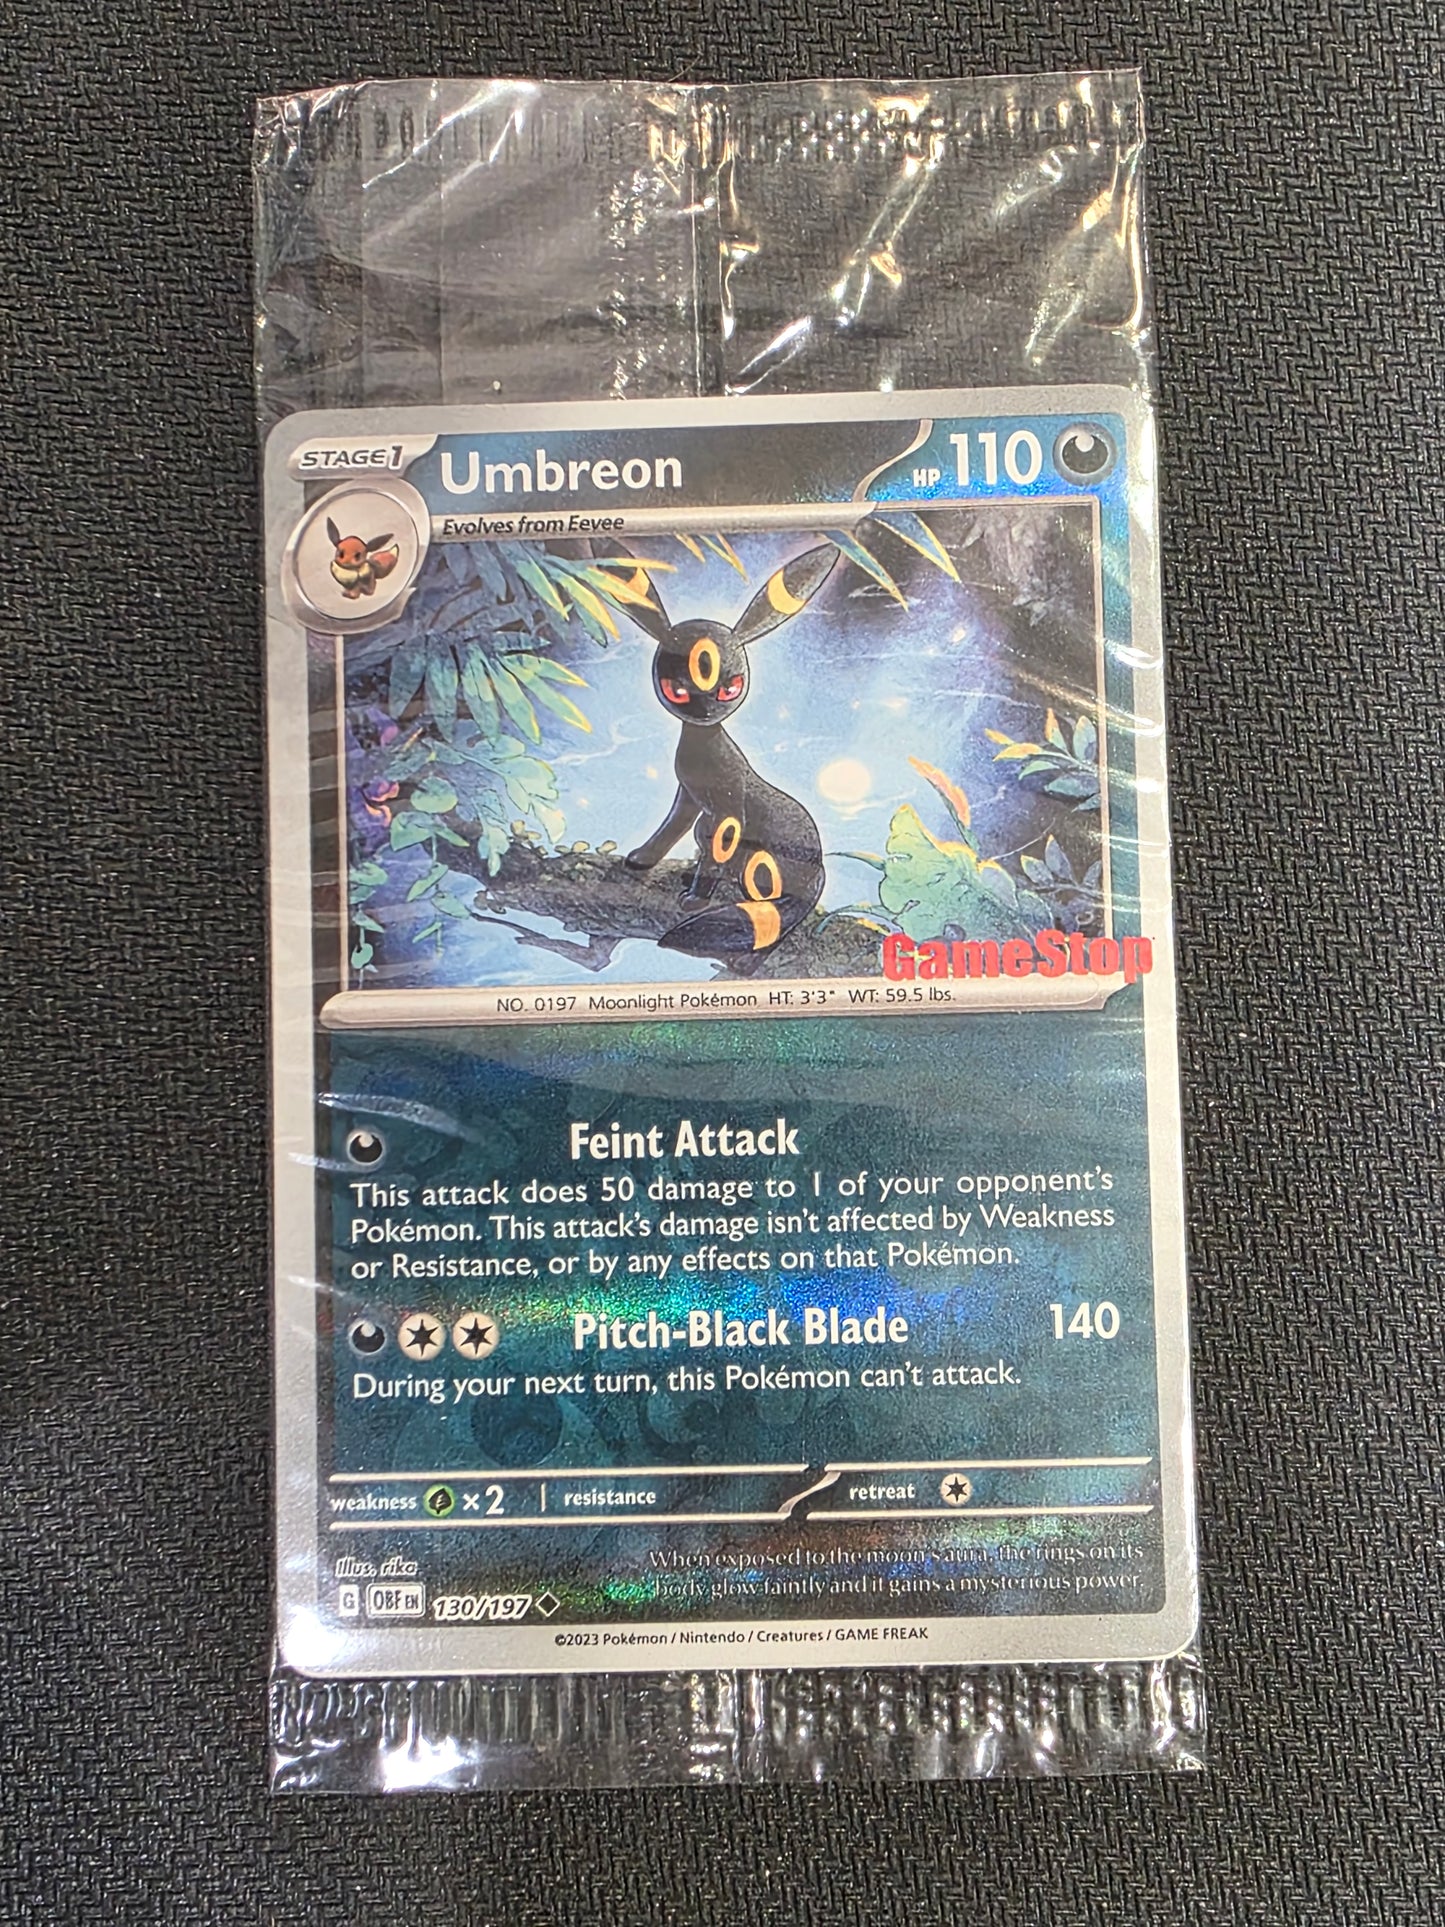 STAGE1
Umbreon
HP 110
Evolves from Eevee
GameStop
NO. 0197 Moonlight Pokémon HT: 3'3" WT: 59.5 lbs.
Feint Attack
This attack does 50 damage to 1 of your opponent's
Pokémon. This attack's damage isn't affected by Weakness
or Resistance, or by any effects on that Pokémon.
Pitch-Black Blade 140
During your next turn, this Pokémon can't attack.
weakness ×2 resistance retreat
Illus. rika
When exposed to the moon's aura, the rings on its
body glow faintly and it gains a mysterious power.
G OBF EN 130/197
©2023 Pokémon / Nintendo / Creatures / GAME FREAK